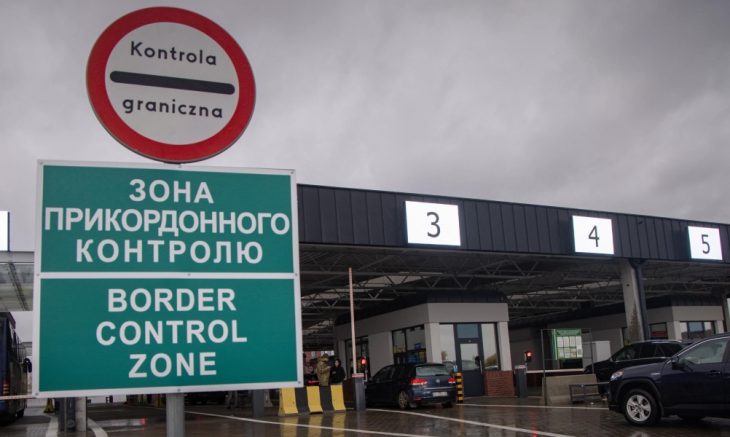 Kontrola
graniczna
ЗОНА
ПРИКОРДОННОГО
КОНТРОЛЮ
BORDER
CONTROL
ZONE
3
4
5